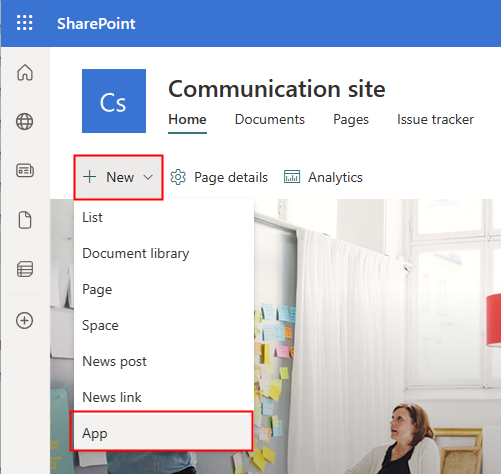 SharePoint
Cs
Communication site
Home Documents Pages Issue tracker
New Page details Analytics
List
Document library
Page
Space
News post
News link
App